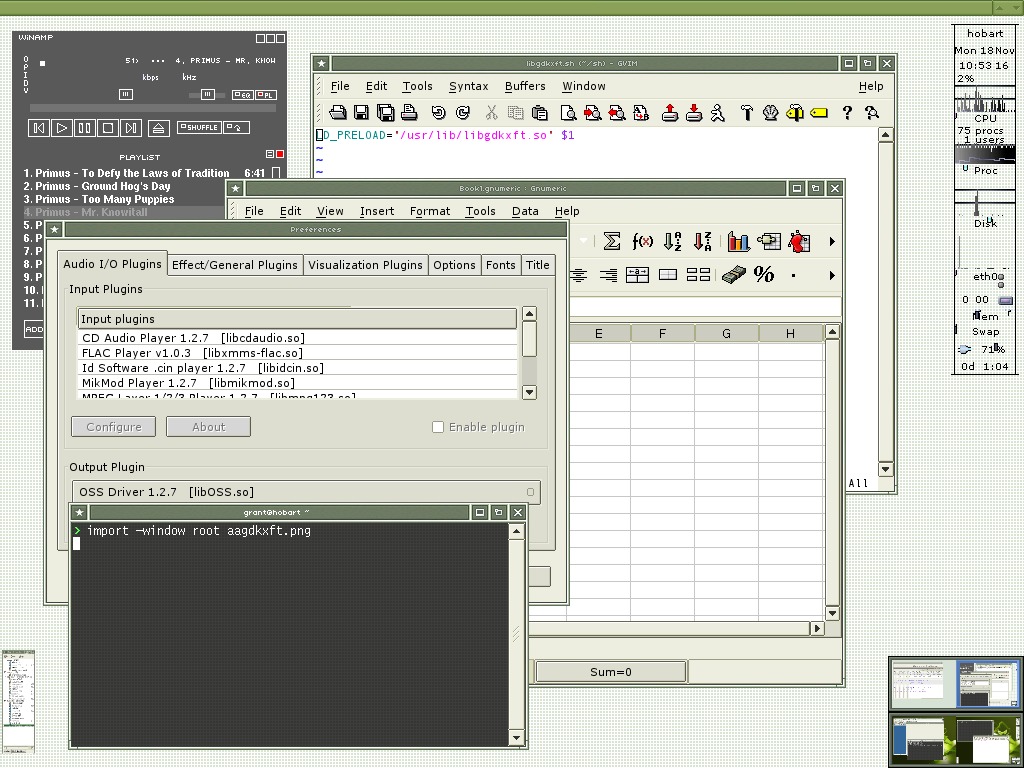 WiNAMP
O
P
I
D
V
51>
4. PRIMUS - MR. KNOW
kbps kHz
EQ PL
SHUFFLE
PLAYLiST
1. Primus - To Defy the Laws of Tradition 6:41
2. Primus - Ground Hog's Day
3. Primus - Too Many Puppies
4. Primus - Mr. Knowitall
5. P
6. P
7. P
8. P
9. P
10.
11.
ADD
libgdkxft.sh (~/sh) - GVIM
File Edit Tools Syntax Buffers Window Help
D_PRELOAD='/usr/lib/libgdkxft.so' $1
~
~
~
All
Book1.gnumeric : Gnumeric
File Edit View Insert Format Tools Data Help
E F G H
Sum=0
Preferences
Audio I/O Plugins Effect/General Plugins Visualization Plugins Options Fonts Title
Input Plugins
Input plugins
CD Audio Player 1.2.7 [libcdaudio.so]
FLAC Player v1.0.3 [libxmms-flac.so]
Id Software .cin player 1.2.7 [libidcin.so]
MikMod Player 1.2.7 [libmikmod.so]
MPEG Layer 1/2/3 Player 1.2.7 [libmpg123.so]
Configure About Enable plugin
Output Plugin
OSS Driver 1.2.7 [libOSS.so]
grant@hobart ~
> import -window root aagdkxft.png
hobart
Mon 18 Nov
10:53 16
2%
CPU
75 procs
1 users
Proc
Disk
eth0
0 00
Mem
Swap
71%
0d 1:04